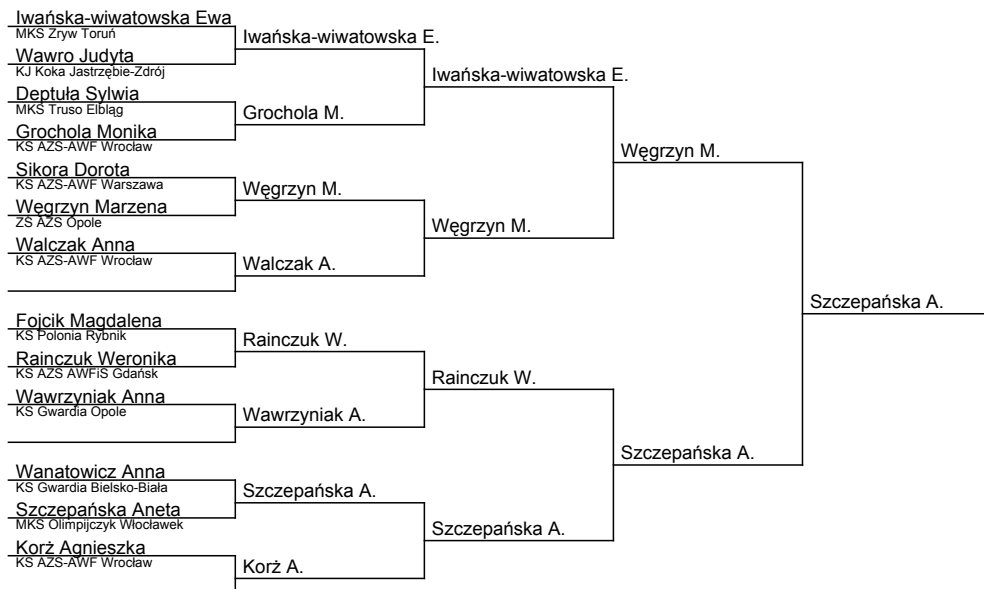 Iwańska-wiwatowska Ewa
MKS Zryw Toruń
Iwańska-wiwatowska E.
Wawro Judyta
KJ Koka Jastrzębie-Zdrój
Iwańska-wiwatowska E.
Deptuła Sylwia
MKS Truso Elbląg
Grochola M.
Grochola Monika
KS AZS-AWF Wrocław
Węgrzyn M.
Sikora Dorota
KS AZS-AWF Warszawa
Węgrzyn M.
Węgrzyn Marzena
ZS AZS Opole
Węgrzyn M.
Walczak Anna
KS AZS-AWF Wrocław
Walczak A.
Szczepańska A.
Fojcik Magdalena
KS Polonia Rybnik
Rainczuk W.
Rainczuk Weronika
KS AZS AWFiS Gdańsk
Rainczuk W.
Wawrzyniak Anna
KS Gwardia Opole
Wawrzyniak A.
Szczepańska A.
Wanatowicz Anna
KS Gwardia Bielsko-Biała
Szczepańska A.
Szczepańska Aneta
MKS Olimpijczyk Włocławek
Szczepańska A.
Korż Agnieszka
KS AZS-AWF Wrocław
Korż A.